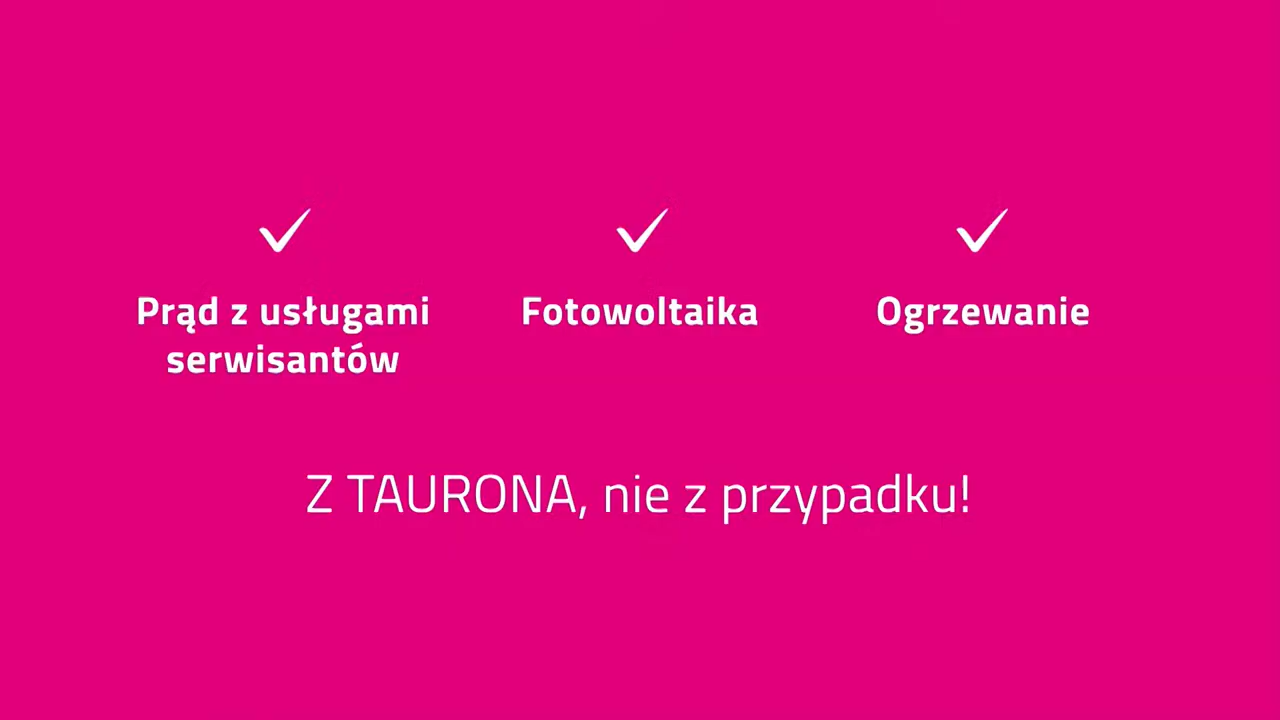 Prąd z usługami
serwisantów
Fotowoltaika
Ogrzewanie
Z TAURONA, nie z przypadku!